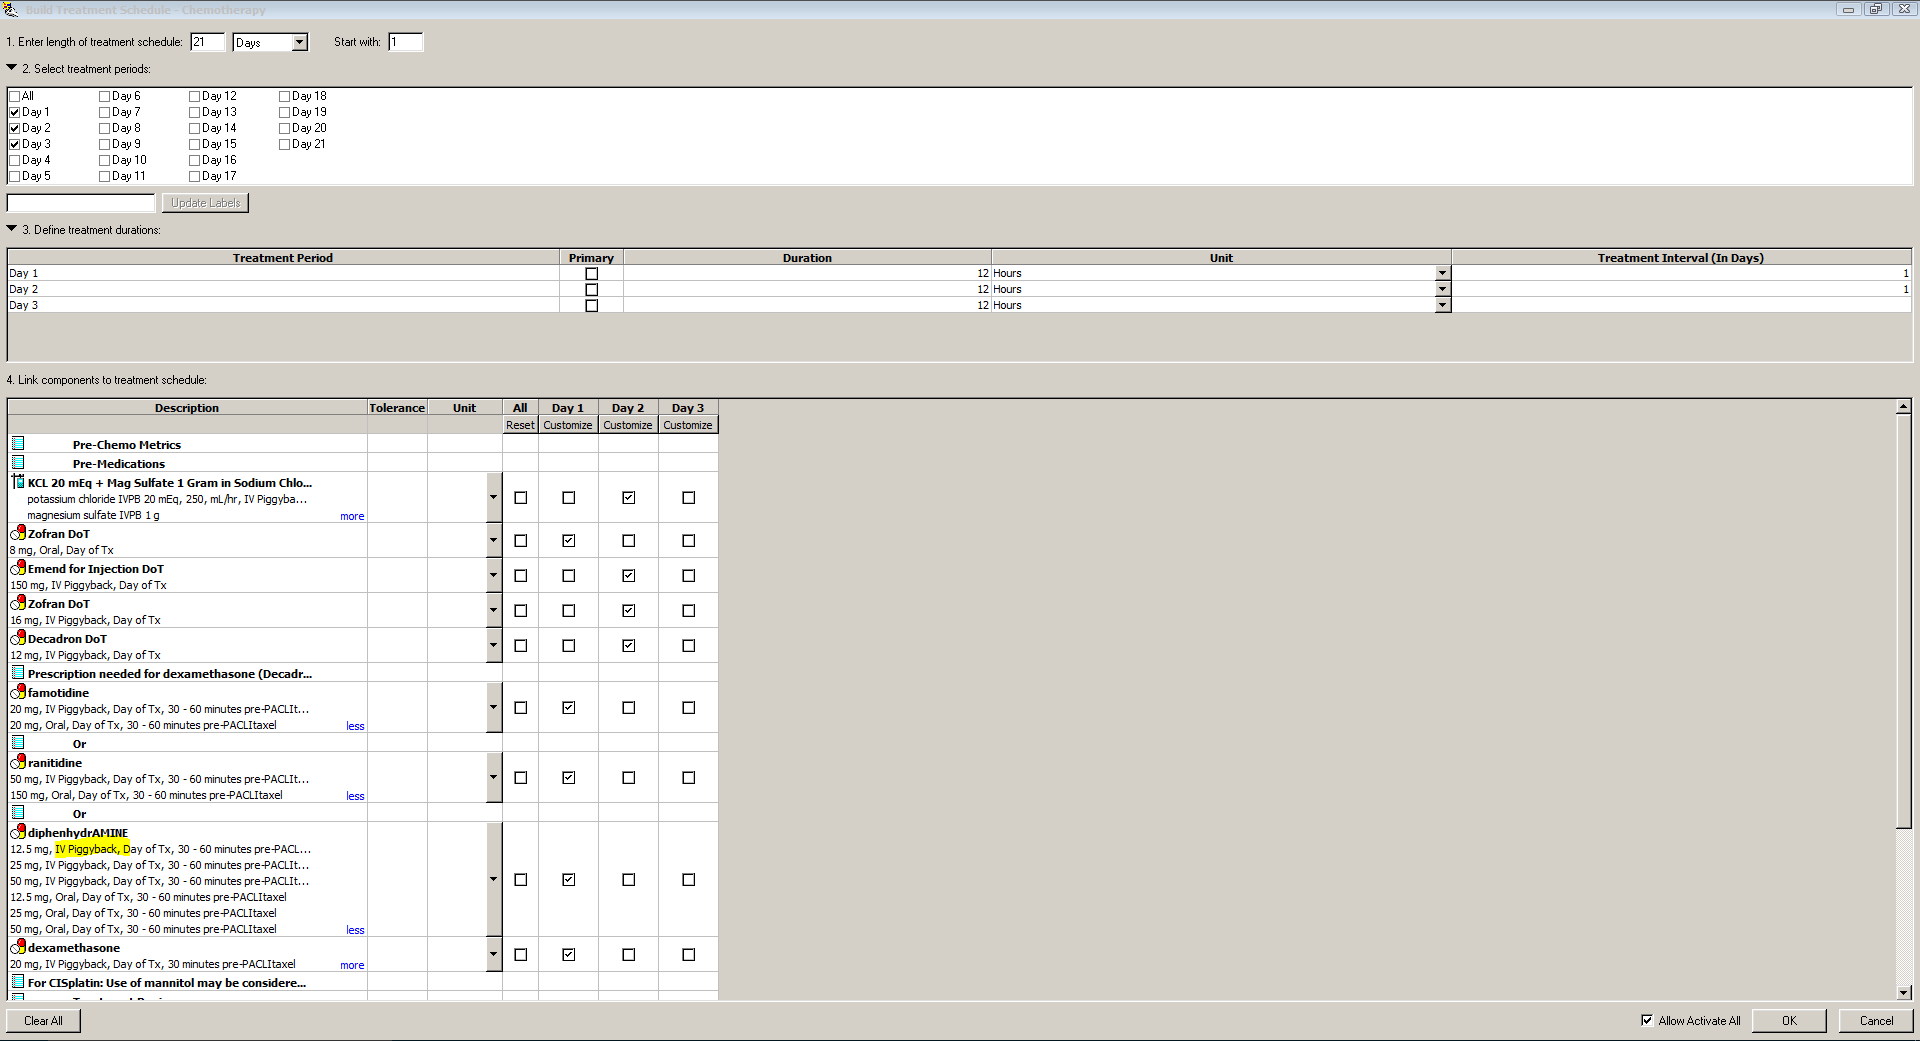 Build Treatment Schedule - Chemotherapy
1. Enter length of treatment schedule: 21 Days Start with: 1
2. Select treatment periods:
All Day 6 Day 12 Day 18
Day 1 Day 7 Day 13 Day 19
Day 2 Day 8 Day 14 Day 20
Day 3 Day 9 Day 15 Day 21
Day 4 Day 10 Day 16
Day 5 Day 11 Day 17
Update Labels
3. Define treatment durations:
Treatment Period Primary Duration Unit Treatment Interval (In Days)
Day 1 12 Hours 1
Day 2 12 Hours 1
Day 3 12 Hours
4. Link components to treatment schedule:
Description Tolerance Unit All Day 1 Day 2 Day 3
Reset Customize Customize Customize
Pre-Chemo Metrics
Pre-Medications
KCL 20 mEq + Mag Sulfate 1 Gram in Sodium Chlo...
potassium chloride IVPB 20 mEq, 250, mL/hr, IV Piggyba...
magnesium sulfate IVPB 1 g more
Zofran DoT
8 mg, Oral, Day of Tx
Emend for Injection DoT
150 mg, IV Piggyback, Day of Tx
Zofran DoT
16 mg, IV Piggyback, Day of Tx
Decadron DoT
12 mg, IV Piggyback, Day of Tx
Prescription needed for dexamethasone (Decadr...
famotidine
20 mg, IV Piggyback, Day of Tx, 30 - 60 minutes pre-PACLIt...
20 mg, Oral, Day of Tx, 30 - 60 minutes pre-PACLItaxel less
Or
ranitidine
50 mg, IV Piggyback, Day of Tx, 30 - 60 minutes pre-PACLIt...
150 mg, Oral, Day of Tx, 30 - 60 minutes pre-PACLItaxel less
Or
diphenhydrAMINE
12.5 mg, IV Piggyback, Day of Tx, 30 - 60 minutes pre-PACL...
25 mg, IV Piggyback, Day of Tx, 30 - 60 minutes pre-PACLIt...
50 mg, IV Piggyback, Day of Tx, 30 - 60 minutes pre-PACLIt...
12.5 mg, Oral, Day of Tx, 30 - 60 minutes pre-PACLItaxel
25 mg, Oral, Day of Tx, 30 - 60 minutes pre-PACLItaxel
50 mg, Oral, Day of Tx, 30 - 60 minutes pre-PACLItaxel less
dexamethasone
20 mg, IV Piggyback, Day of Tx, 30 minutes pre-PACLItaxel more
For CISplatin: Use of mannitol may be considere...
Clear All Allow Activate All OK Cancel